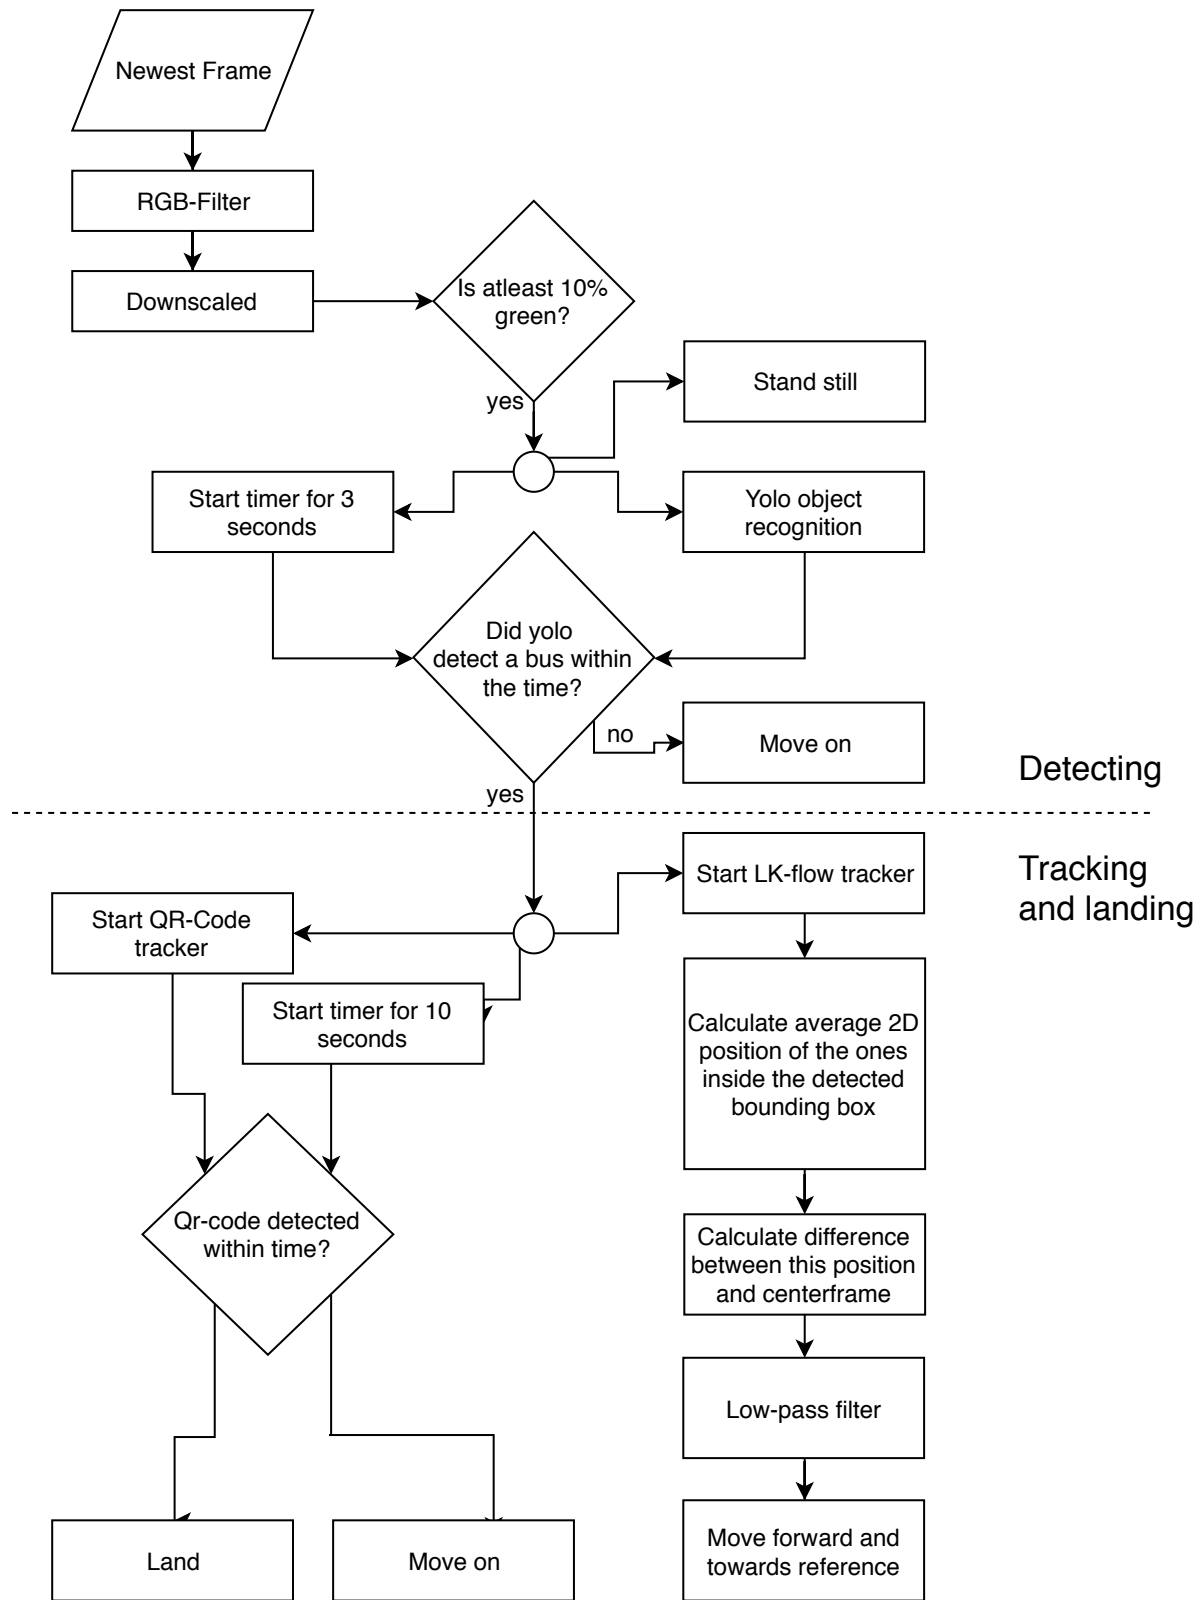 Newest Frame
RGB-Filter
Downscaled
Is atleast 10%
green?
yes
Stand still
Start timer for 3
seconds
Yolo object
recognition
Did yolo
detect a bus within
the time?
no
Move on
yes
Detecting
Tracking
and landing
Start LK-flow tracker
Start QR-Code
tracker
Start timer for 10
seconds
Calculate average 2D
position of the ones
inside the detected
bounding box
Qr-code detected
within time?
Calculate difference
between this position
and centerframe
Low-pass filter
Land
Move on
Move forward and
towards reference